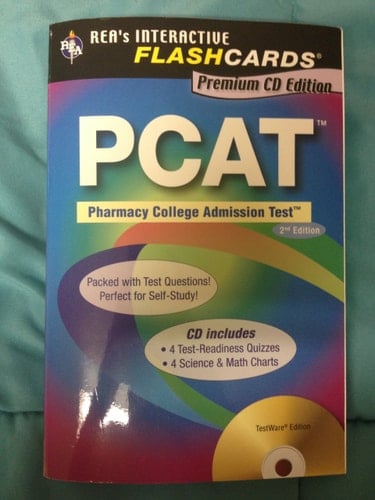 REA's INTERACTIVE
FLASHCARDS®
REA
Premium CD Edition
PCAT™
Pharmacy College Admission Test™
2nd Edition
Packed with Test Questions!
Perfect for Self-Study!
CD includes
• 4 Test-Readiness Quizzes
• 4 Science & Math Charts
TestWare® Edition